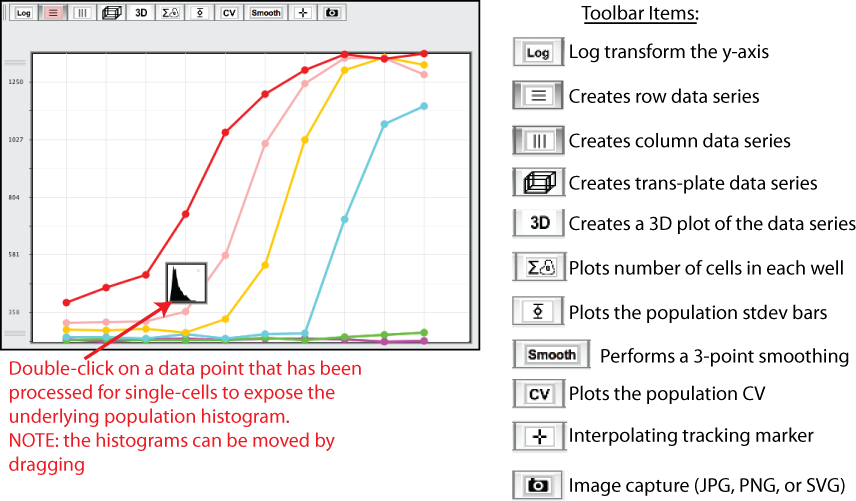 Log 3D Σ CV Smooth
Toolbar Items:
1250
1027
804
581
358
Log Log transform the y-axis
Creates row data series
Creates column data series
Creates trans-plate data series
3D Creates a 3D plot of the data series
Σ Plots number of cells in each well
Plots the population stdev bars
Smooth Performs a 3-point smoothing
CV Plots the population CV
Interpolating tracking marker
Image capture (JPG, PNG, or SVG)
Double-click on a data point that has been
processed for single-cells to expose the
underlying population histogram.
NOTE: the histograms can be moved by
dragging